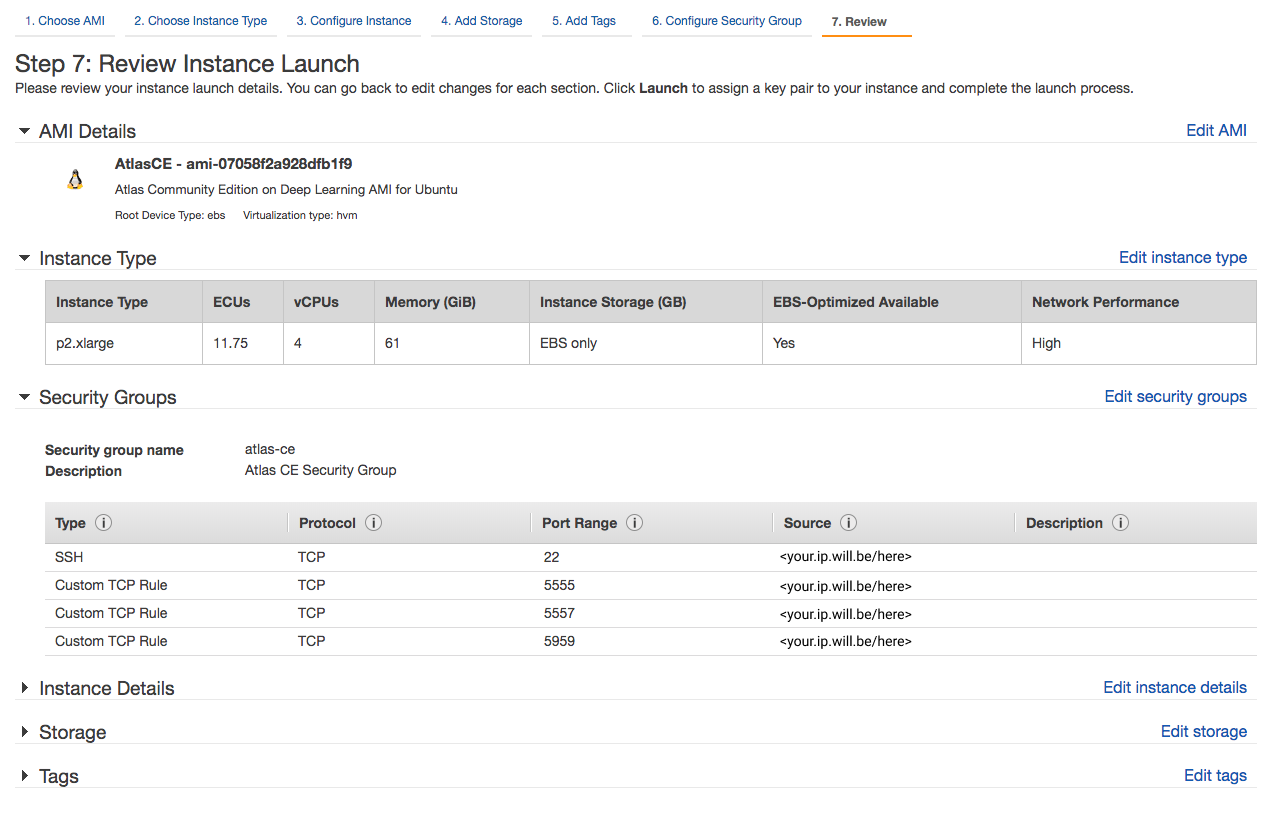 1. Choose AMI 2. Choose Instance Type 3. Configure Instance 4. Add Storage 5. Add Tags 6. Configure Security Group 7. Review
Step 7: Review Instance Launch
Please review your instance launch details. You can go back to edit changes for each section. Click Launch to assign a key pair to your instance and complete the launch process.
AMI Details Edit AMI
AtlasCE - ami-07058f2a928dfb1f9
Atlas Community Edition on Deep Learning AMI for Ubuntu
Root Device Type: ebs Virtualization type: hvm
Instance Type Edit instance type
Instance Type ECUs vCPUs Memory (GiB) Instance Storage (GB) EBS-Optimized Available Network Performance
p2.xlarge 11.75 4 61 EBS only Yes High
Security Groups Edit security groups
Security group name atlas-ce
Description Atlas CE Security Group
Type i Protocol i Port Range i Source i Description i
SSH TCP 22 <your.ip.will.be/here>
Custom TCP Rule TCP 5555 <your.ip.will.be/here>
Custom TCP Rule TCP 5557 <your.ip.will.be/here>
Custom TCP Rule TCP 5959 <your.ip.will.be/here>
Instance Details Edit instance details
Storage Edit storage
Tags Edit tags